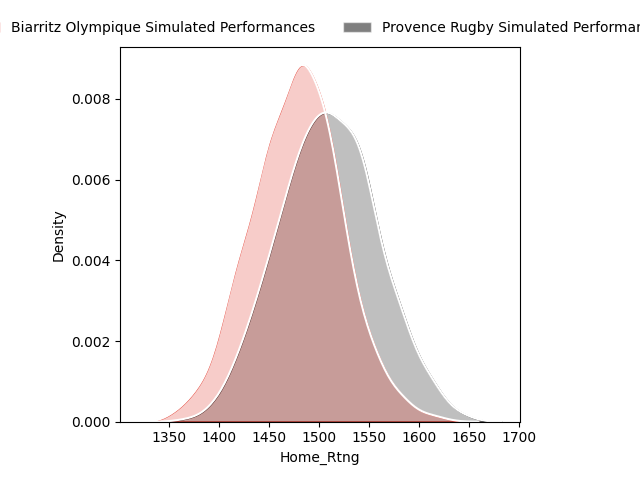 Biarritz Olympique Simulated Performances
Provence Rugby Simulated
0.008
0.006
0.004
0.002
0.000
Density
1350 1400 1450 1500 1550 1600 1650 1700
Home_Rtng